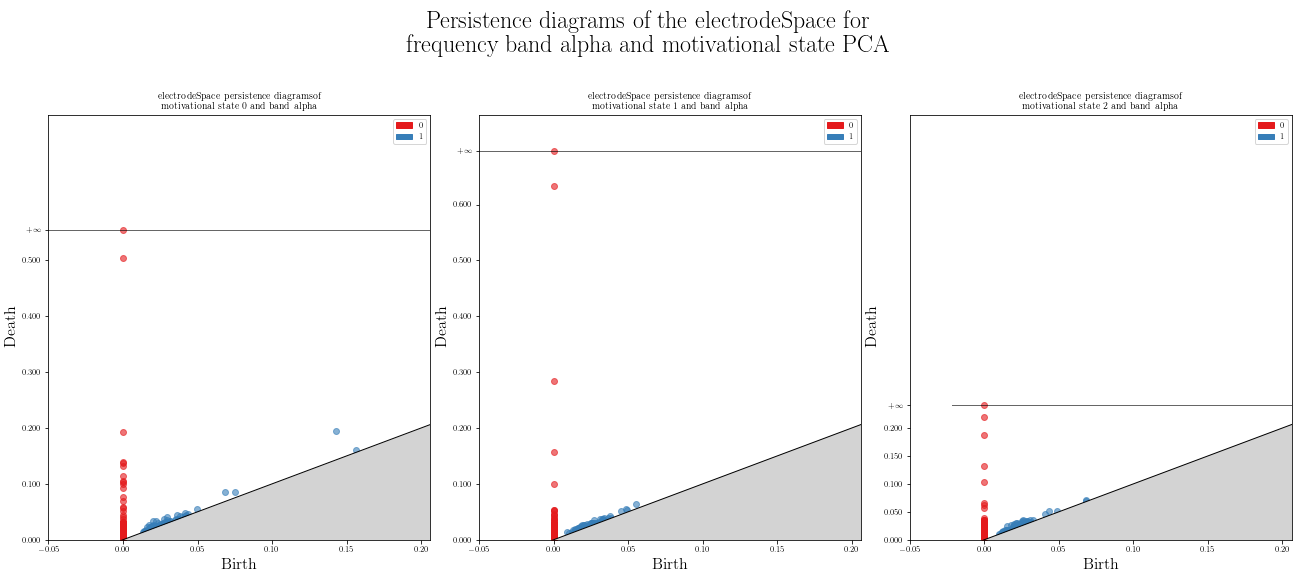 Persistence diagrams of the electrodeSpace for
frequency band alpha and motivational state PCA
electrodeSpace persistence diagramsof
motivational state 0 and band alpha
electrodeSpace persistence diagramsof
motivational state 1 and band alpha
electrodeSpace persistence diagramsof
motivational state 2 and band alpha
0
1
+∞
0.500
0.400
0.300
0.200
0.100
0.000
Death
−0.05 0.00 0.05 0.10 0.15 0.20
Birth
0
1
+∞
0.600
0.500
0.400
0.300
0.200
0.100
0.000
Death
−0.05 0.00 0.05 0.10 0.15 0.20
Birth
0
1
+∞
0.200
0.150
0.100
0.050
0.000
Death
−0.05 0.00 0.05 0.10 0.15 0.20
Birth